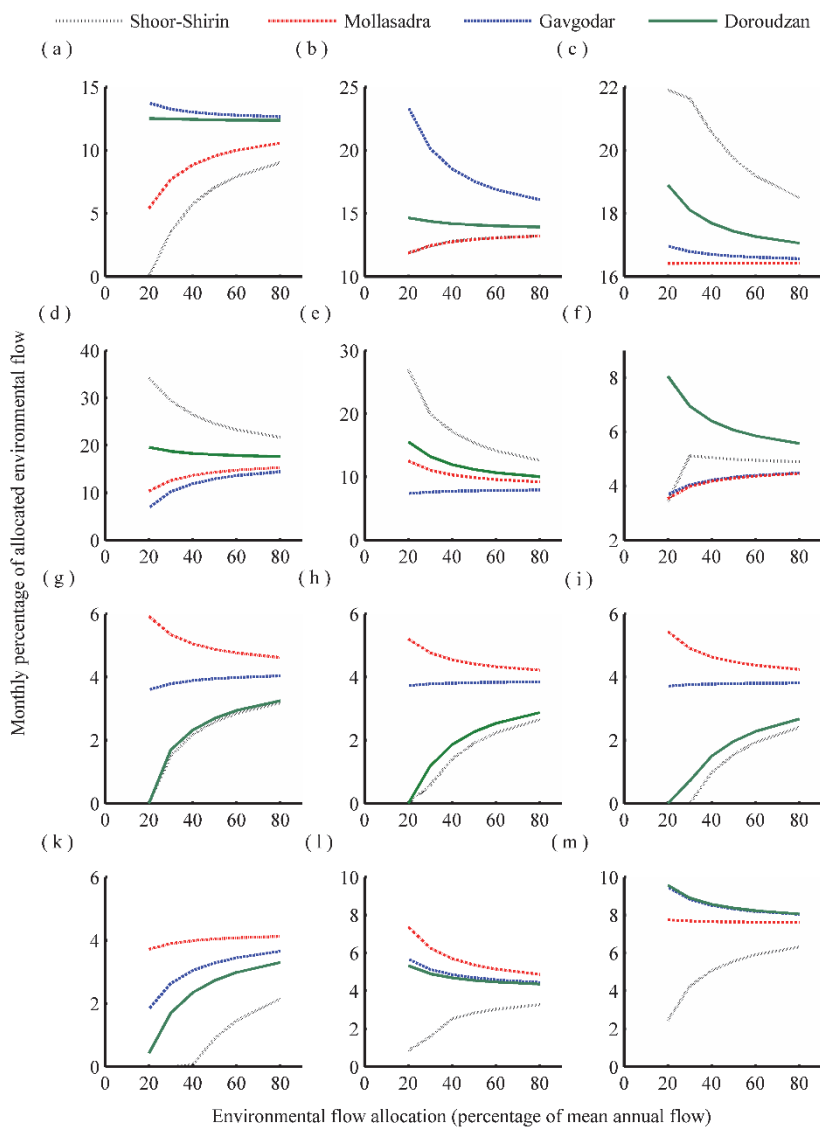 Shoor-Shirin Mollasadra Gavgodar Doroudzan
( a ) ( b ) ( c )
15 25 22
10 20 20
5 15 18
0 10 16
0 20 40 60 80 0 20 40 60 80 0 20 40 60 80
( d ) ( e ) ( f )
40 30 8
30 20 6
20 10 4
10 0 2
0
0 20 40 60 80 0 20 40 60 80 0 20 40 60 80
( g ) ( h ) ( i )
6 6 6
4 4 4
2 2 2
0 0 0
0 20 40 60 80 0 20 40 60 80 0 20 40 60 80
( k ) ( l ) ( m )
6 10 10
4 8 8
2 6 6
0 4 4
2 2
0 0
0 20 40 60 80 0 20 40 60 80 0 20 40 60 80
Monthly percentage of allocated environmental flow
Environmental flow allocation (percentage of mean annual flow)